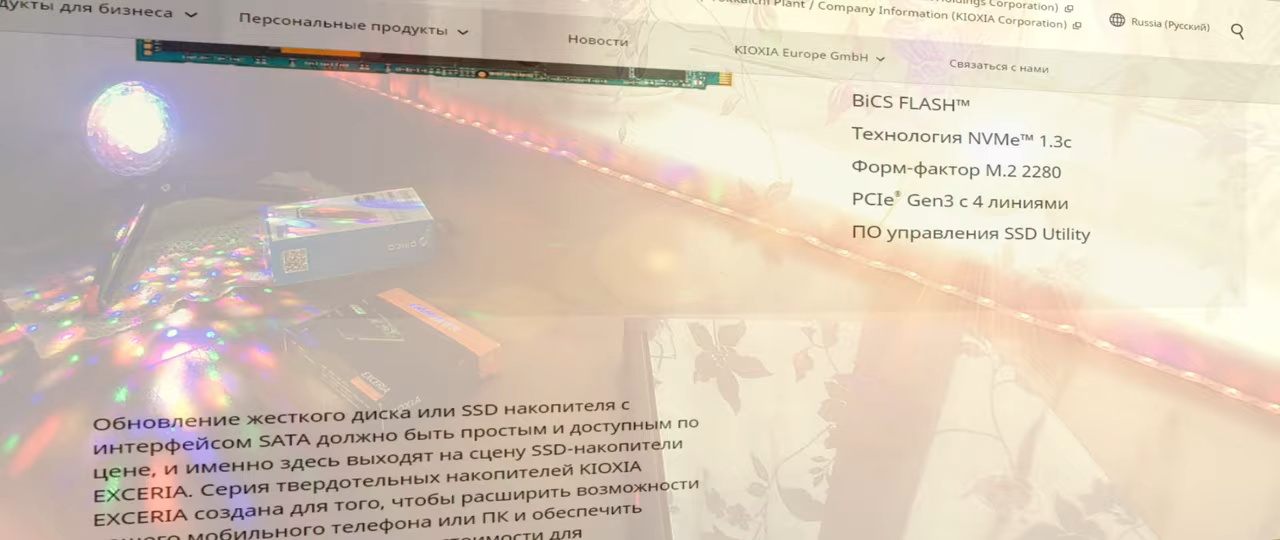 для бизнеса
Персональные продукты
Новости
Plant / Company Information (KIOXIA Corporation)
Russia (Русский)
KIOXIA Europe GmbH
Связаться с нами
BiCS FLASH™
Технология NVMe™ 1.3c
Форм-фактор M.2 2280
PCIe® Gen3 с 4 линиями
ПО управления SSD Utility
EXCERIA
Обновление жесткого диска или SSD накопителя с
интерфейсом SATA должно быть простым и доступным по
цене, и именно здесь выходят на сцену SSD-накопители
EXCERIA. Серия твердотельных накопителей KIOXIA
EXCERIA создана для того, чтобы расширить возможности
мобильного телефона или ПК и обеспечить
для